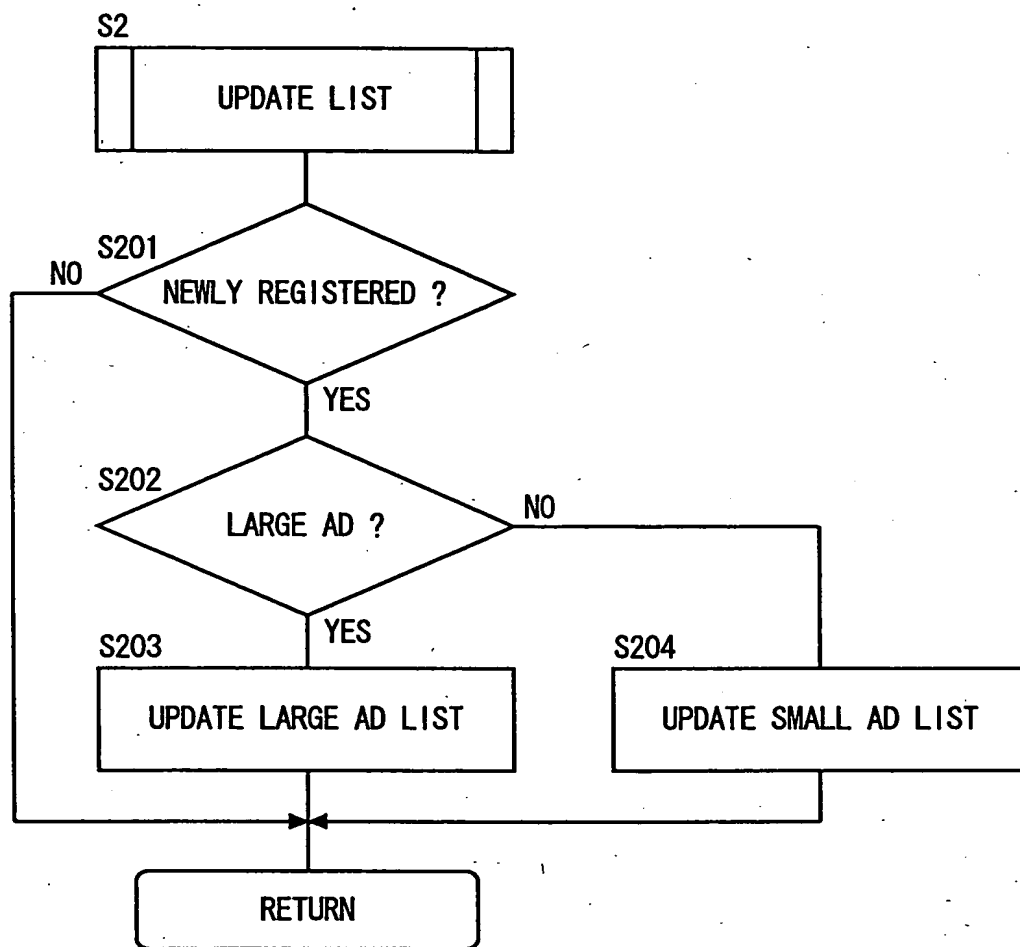 S2
UPDATE LIST
S201
NO
NEWLY REGISTERED ?
YES
S202
NO
LARGE AD ?
YES
S203
S204
UPDATE LARGE AD LIST
UPDATE SMALL AD LIST
RETURN